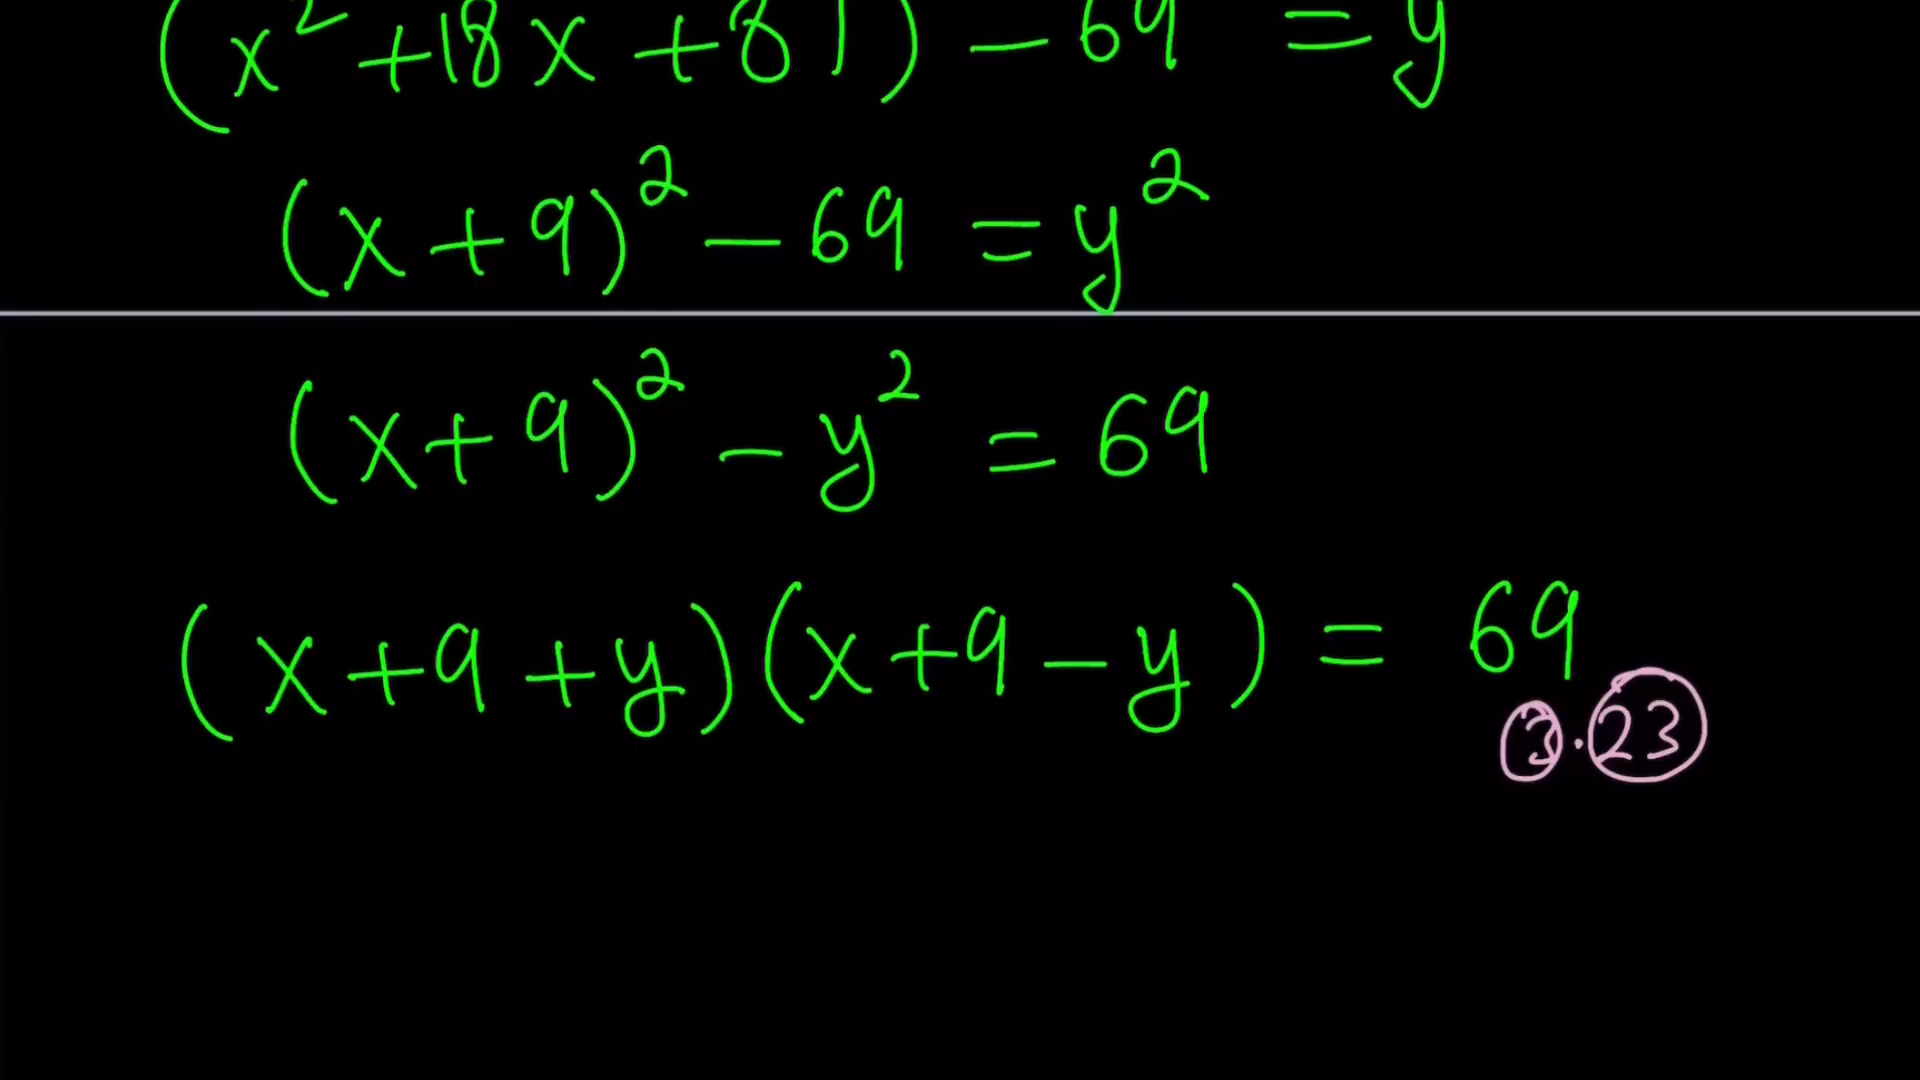 (x² + 18x + 81) - 69 = y
(x + 9)² - 69 = y²
(x + 9)² - y² = 69
(x + 9 + y)(x + 9 - y) = 69
3 · 23